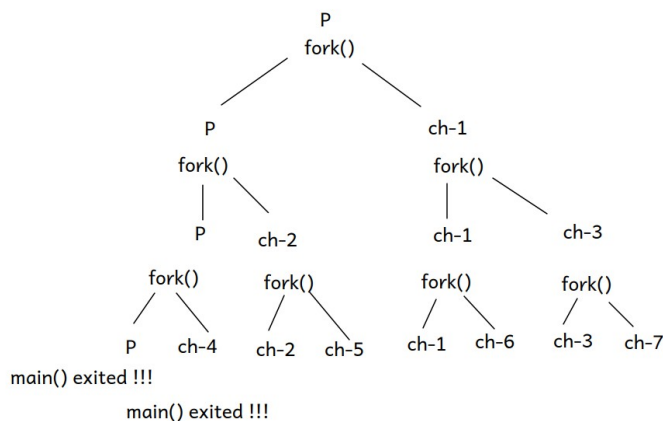 P
fork()
P ch-1
fork() fork()
P ch-2 ch-1 ch-3
fork() fork() fork() fork()
P ch-4 ch-2 ch-5 ch-1 ch-6 ch-3 ch-7
main() exited !!!
main() exited !!!